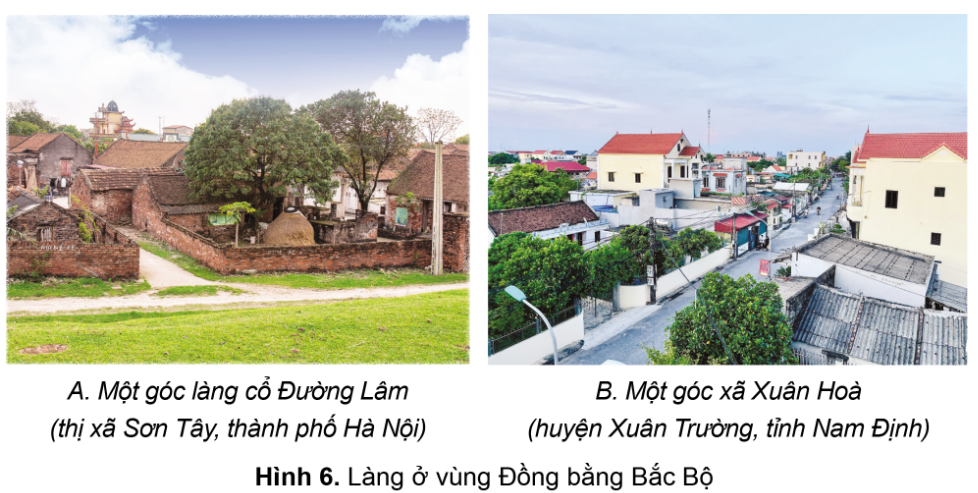 A. Một góc làng cổ Đường Lâm
(thị xã Sơn Tây, thành phố Hà Nội)
B. Một góc xã Xuân Hoà
(huyện Xuân Trường, tỉnh Nam Định)
Hình 6. Làng ở vùng Đồng bằng Bắc Bộ